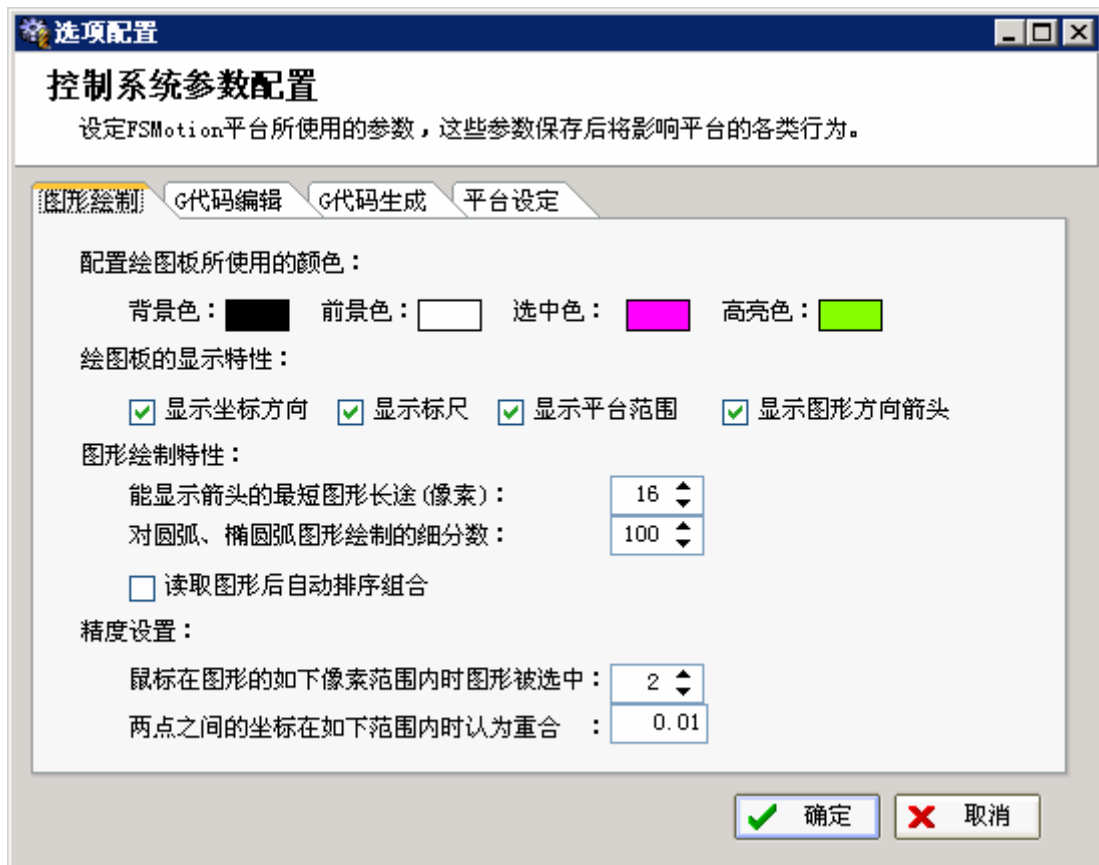 选项配置
控制系统参数配置
设定FSMotion平台所使用的参数，这些参数保存后将影响平台的各类行为。
图形绘制 G代码编辑 G代码生成 平台设定
配置绘图板所使用的颜色：
背景色： 前景色： 选中色： 高亮色：
绘图板的显示特性：
显示坐标方向 显示标尺 显示平台范围 显示图形方向箭头
图形绘制特性：
能显示箭头的最短图形长途(像素)： 16
对圆弧、椭圆弧图形绘制的细分数： 100
读取图形后自动排序组合
精度设置：
鼠标在图形的如下像素范围内时图形被选中： 2
两点之间的坐标在如下范围内时认为重合 ： 0.01
确定 取消